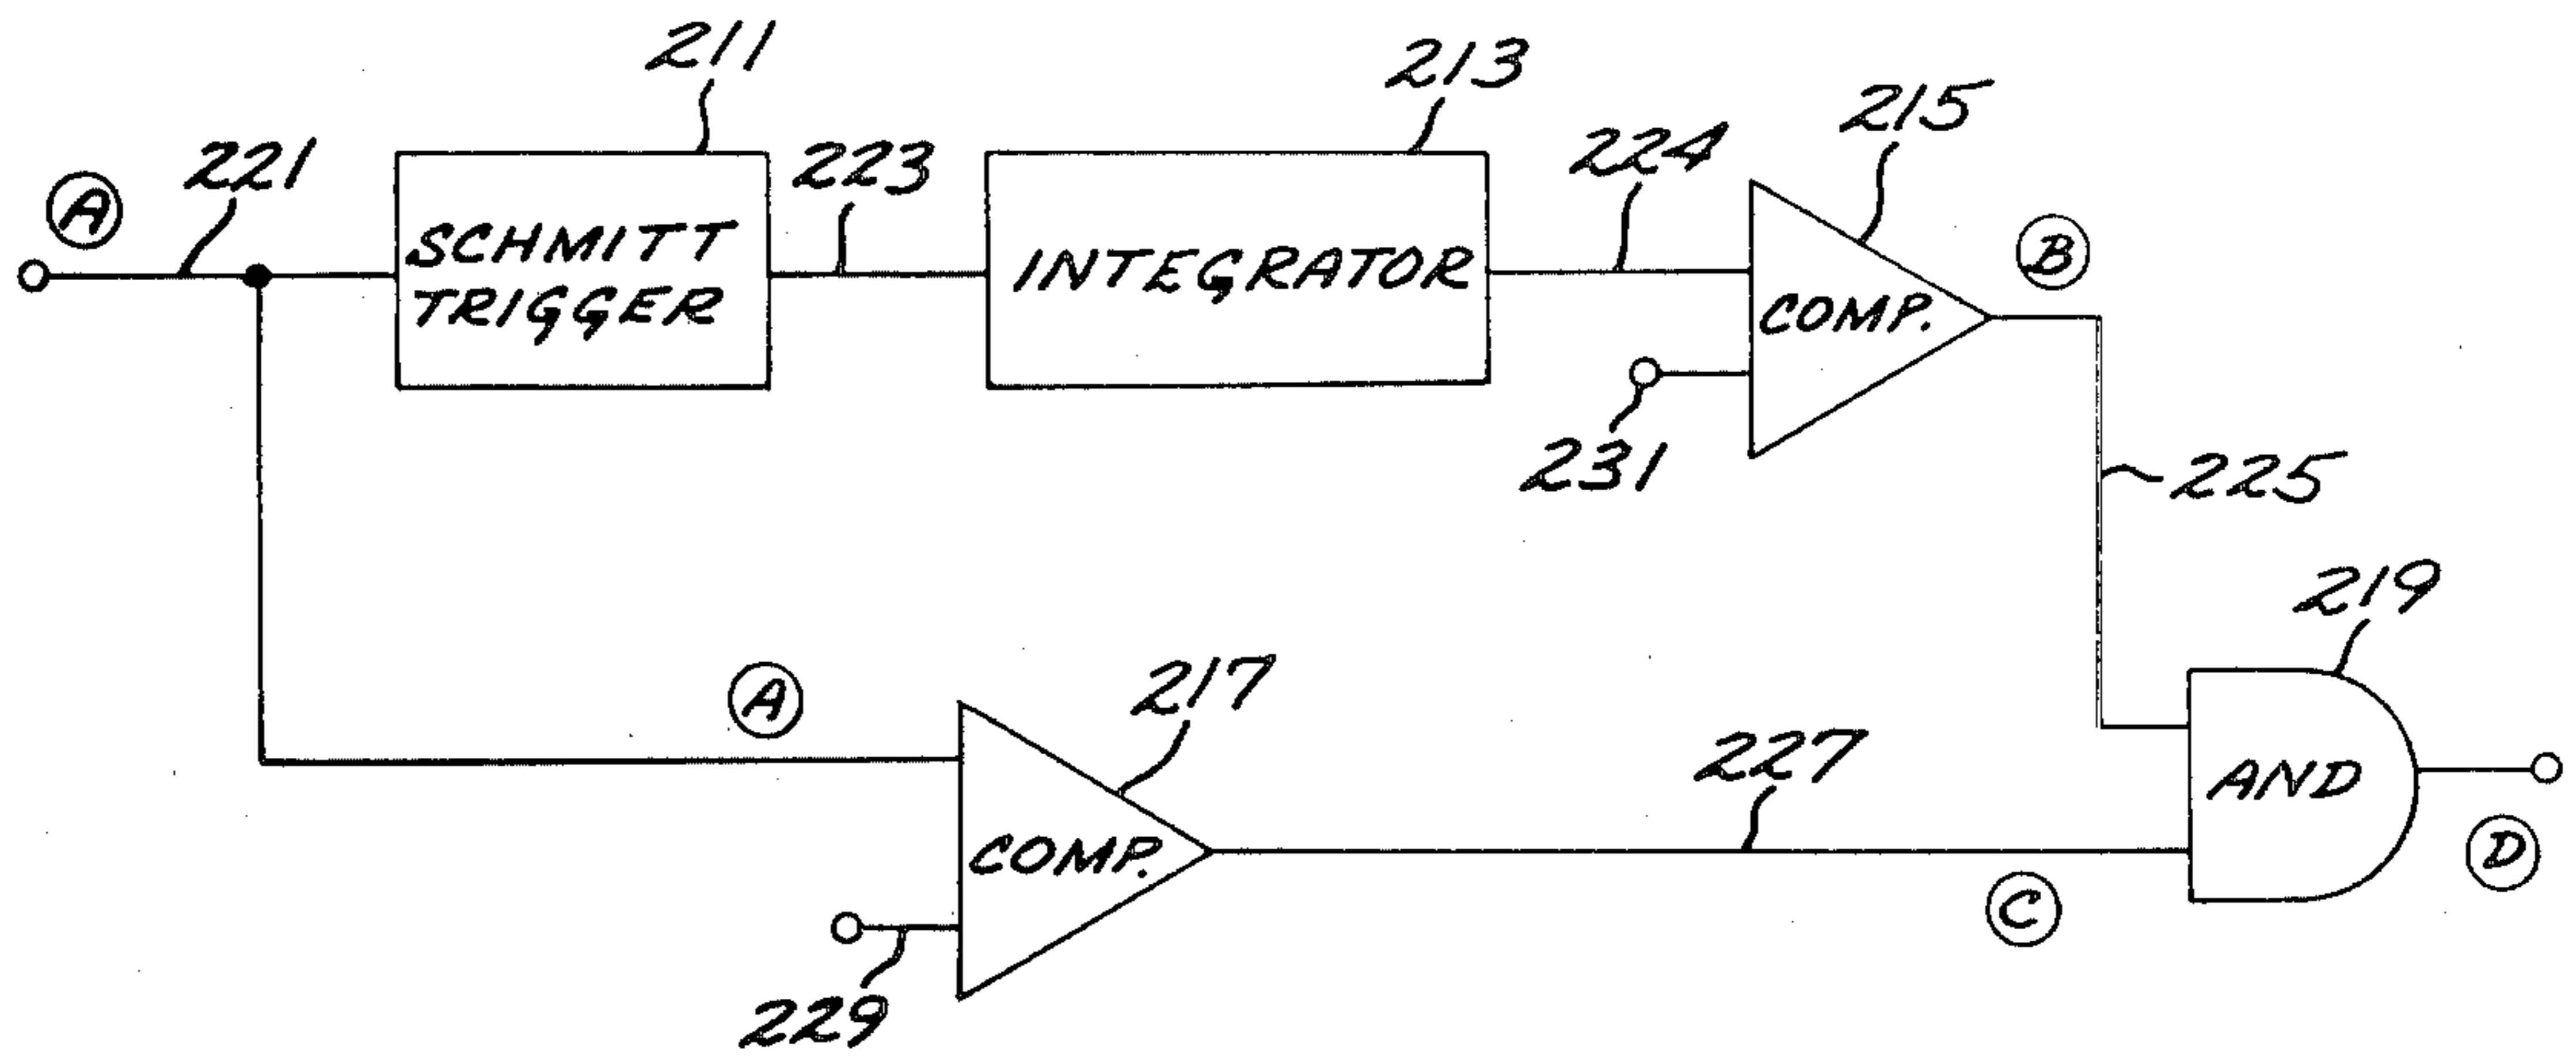 211
213
215
221
223
224
A
SCHMITT
TRIGGER
INTEGRATOR
COMP.
B
231
225
219
A
217
227
AND
COMP.
D
C
229